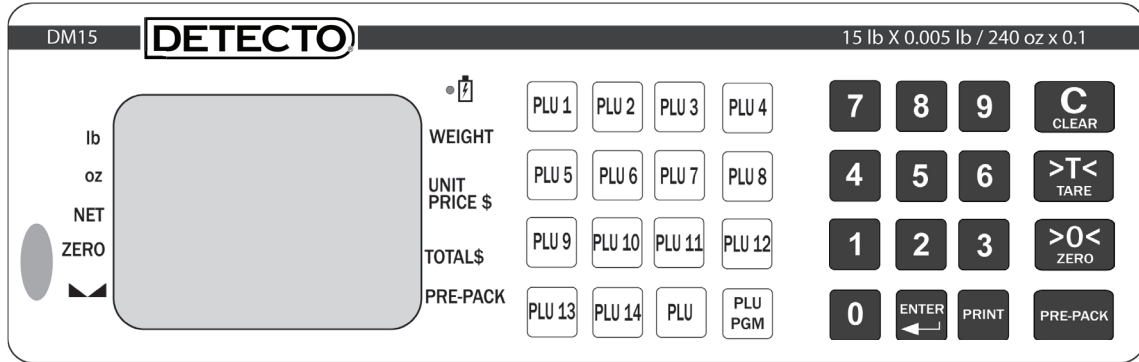 DM15
DETECTO
15 lb X 0.005 lb / 240 oz x 0.1
lb
oz
NET
ZERO
WEIGHT
UNIT
PRICE $
TOTAL$
PRE-PACK
PLU 1 PLU 2 PLU 3 PLU 4
PLU 5 PLU 6 PLU 7 PLU 8
PLU 9 PLU 10 PLU 11 PLU 12
PLU 13 PLU 14 PLU PLU
PGM
7 8 9 C
CLEAR
4 5 6 >T<
TARE
1 2 3 >0<
ZERO
0 ENTER PRINT PRE-PACK